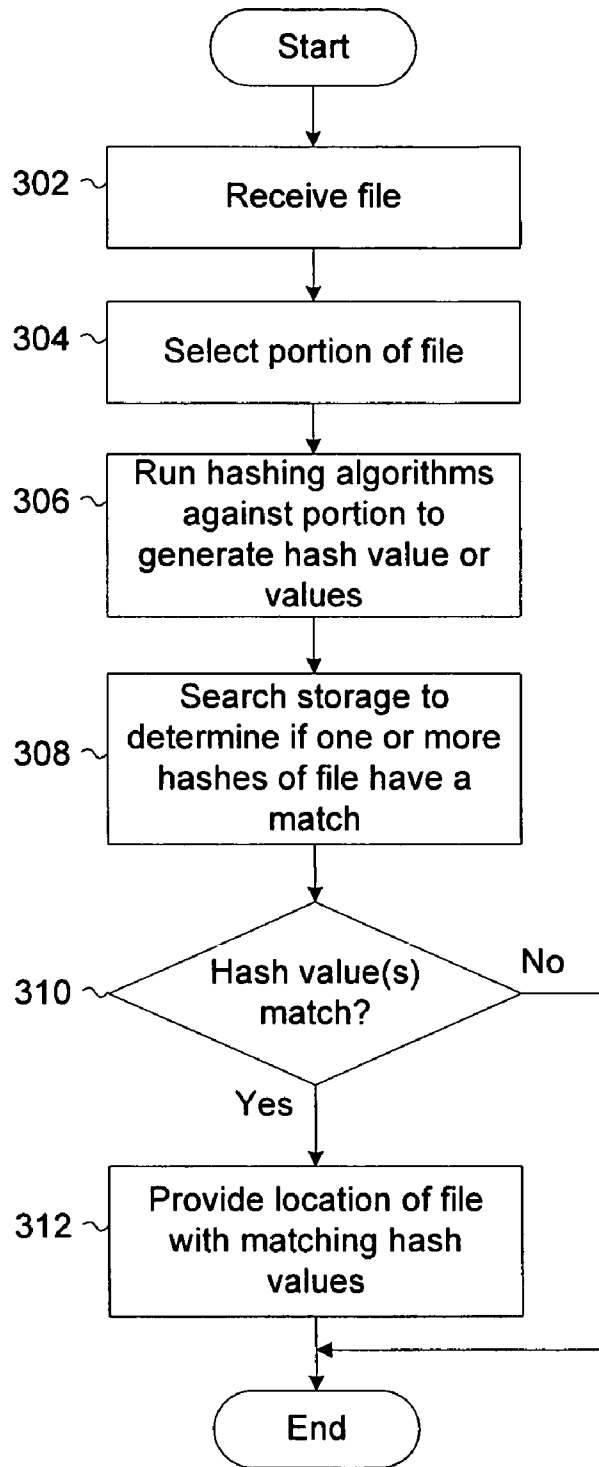 Start
302
Receive file
304
Select portion of file
306
Run hashing algorithms
against portion to
generate hash value or
values
308
Search storage to
determine if one or more
hashes of file have a
match
310
Hash value(s)
match?
No
Yes
312
Provide location of file
with matching hash
values
End